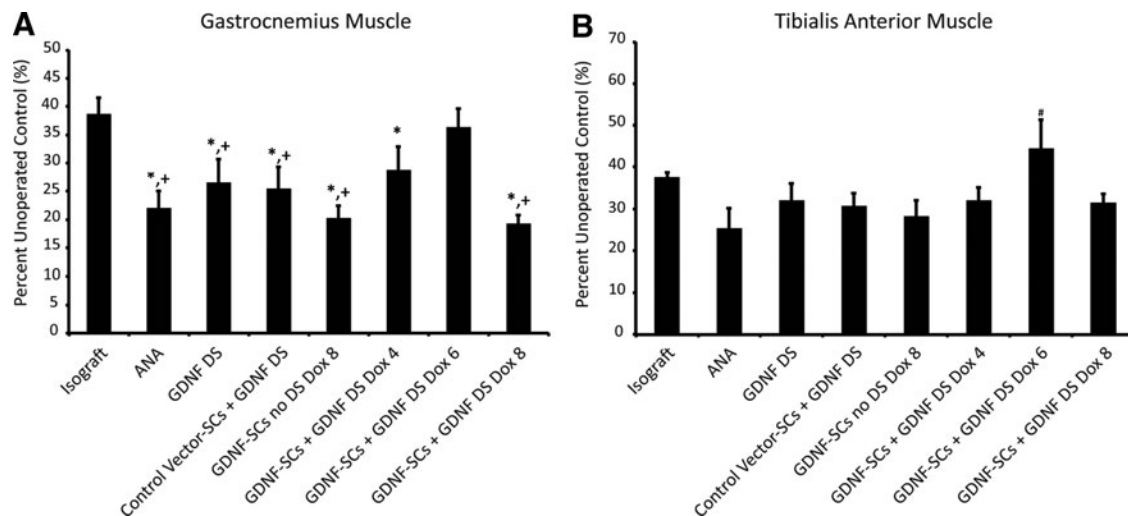 A
Gastrocnemius Muscle
Percent Unoperated Control (%)
50
45
40
35
30
25
20
15
10
5
0
*,+
*,+
*,+
*,+
*
*,+
Isograft
ANA
GDNF DS
Control Vector-SCs + GDNF DS
GDNF-SCs no DS Dox 8
GDNF-SCs + GDNF DS Dox 4
GDNF-SCs + GDNF DS Dox 6
GDNF-SCs + GDNF DS Dox 8
B
Tibialis Anterior Muscle
Percent Unoperated Control (%)
70
60
50
40
30
20
10
0
#
Isograft
ANA
GDNF DS
Control Vector-SCs + GDNF DS
GDNF-SCs no DS Dox 8
GDNF-SCs + GDNF DS Dox 4
GDNF-SCs + GDNF DS Dox 6
GDNF-SCs + GDNF DS Dox 8